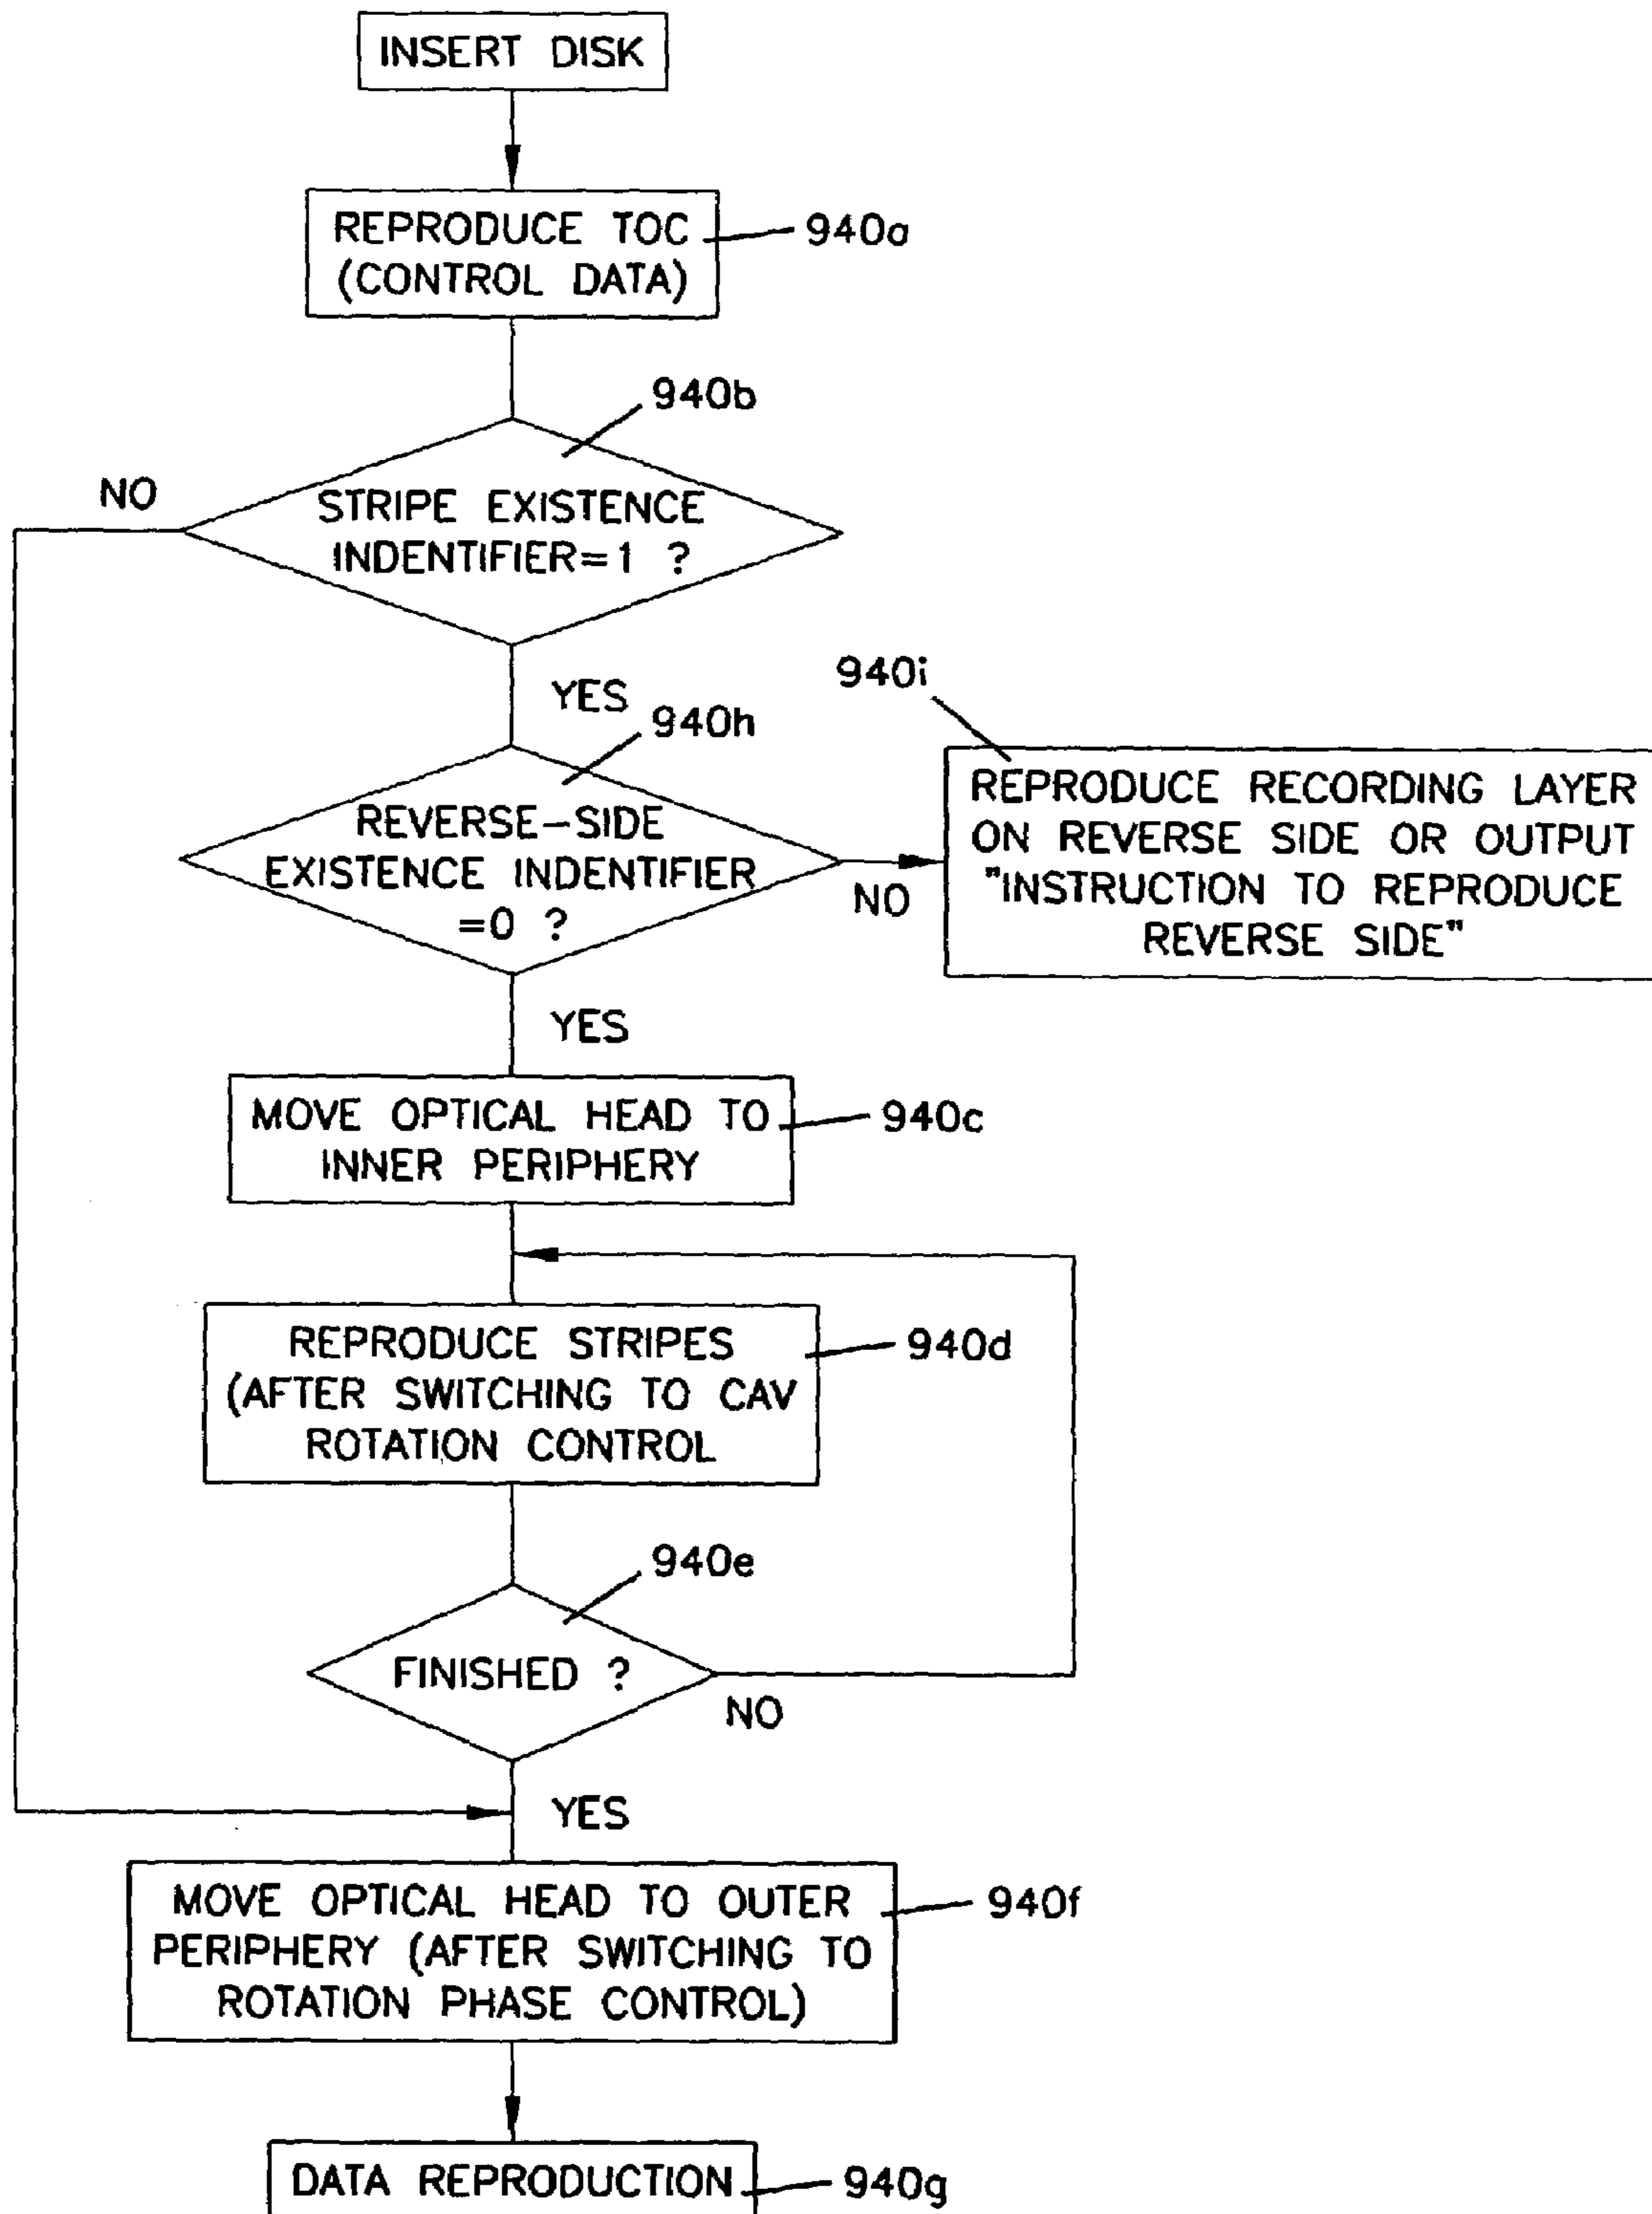 INSERT DISK
REPRODUCE TOC
(CONTROL DATA)
940a
940b
NO
STRIPE EXISTENCE
INDENTIFIER=1 ?
YES
940h
940i
REVERSE-SIDE
EXISTENCE INDENTIFIER
=0 ?
NO
REPRODUCE RECORDING LAYER
ON REVERSE SIDE OR OUTPUT
"INSTRUCTION TO REPRODUCE
REVERSE SIDE"
YES
MOVE OPTICAL HEAD TO
INNER PERIPHERY
940c
REPRODUCE STRIPES
(AFTER SWITCHING TO CAV
ROTATION CONTROL
940d
940e
FINISHED ?
NO
YES
MOVE OPTICAL HEAD TO OUTER
PERIPHERY (AFTER SWITCHING TO
ROTATION PHASE CONTROL)
940f
DATA REPRODUCTION
940g